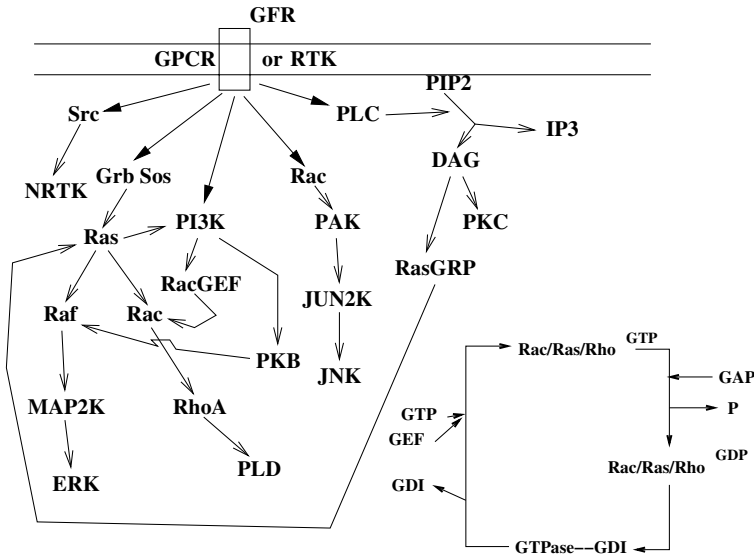 GFR
GPCR or RTK
PIP2
Src
PLC
IP3
DAG
NRTK
Grb Sos
Rac
PI3K
PAK
PKC
Ras
RacGEF
RasGRP
JUN2K
Raf
Rac
PKB
JNK
MAP2K
RhoA
ERK
PLD
Rac/Ras/Rho GTP
GAP
GTP
P
GEF
GDP
Rac/Ras/Rho
GDI
GTPase--GDI